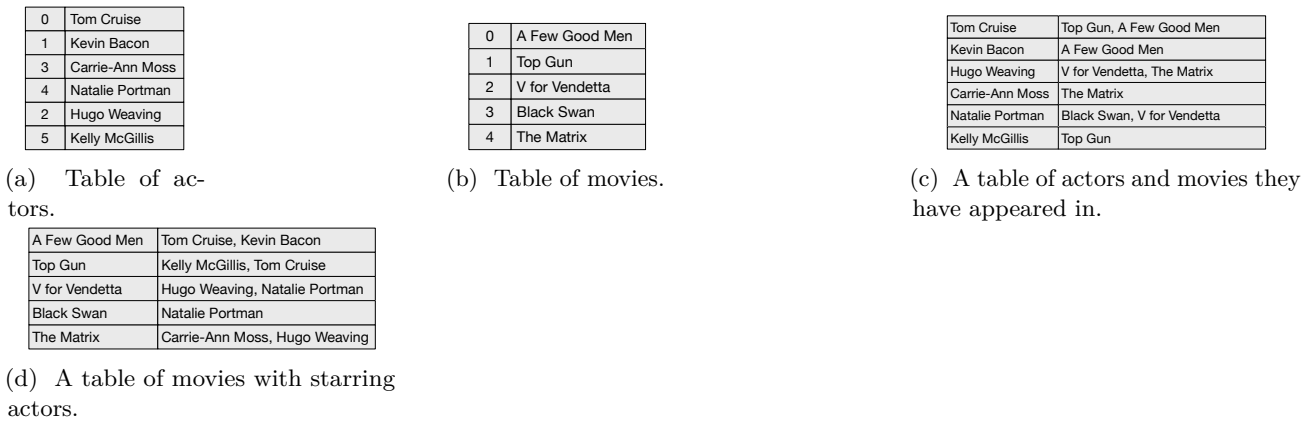 0 Tom Cruise
1 Kevin Bacon
3 Carrie-Ann Moss
4 Natalie Portman
2 Hugo Weaving
5 Kelly McGillis
(a) Table of ac-
tors.
0 A Few Good Men
1 Top Gun
2 V for Vendetta
3 Black Swan
4 The Matrix
(b) Table of movies.
Tom Cruise Top Gun, A Few Good Men
Kevin Bacon A Few Good Men
Hugo Weaving V for Vendetta, The Matrix
Carrie-Ann Moss The Matrix
Natalie Portman Black Swan, V for Vendetta
Kelly McGillis Top Gun
(c) A table of actors and movies they
have appeared in.
A Few Good Men Tom Cruise, Kevin Bacon
Top Gun Kelly McGillis, Tom Cruise
V for Vendetta Hugo Weaving, Natalie Portman
Black Swan Natalie Portman
The Matrix Carrie-Ann Moss, Hugo Weaving
(d) A table of movies with starring
actors.